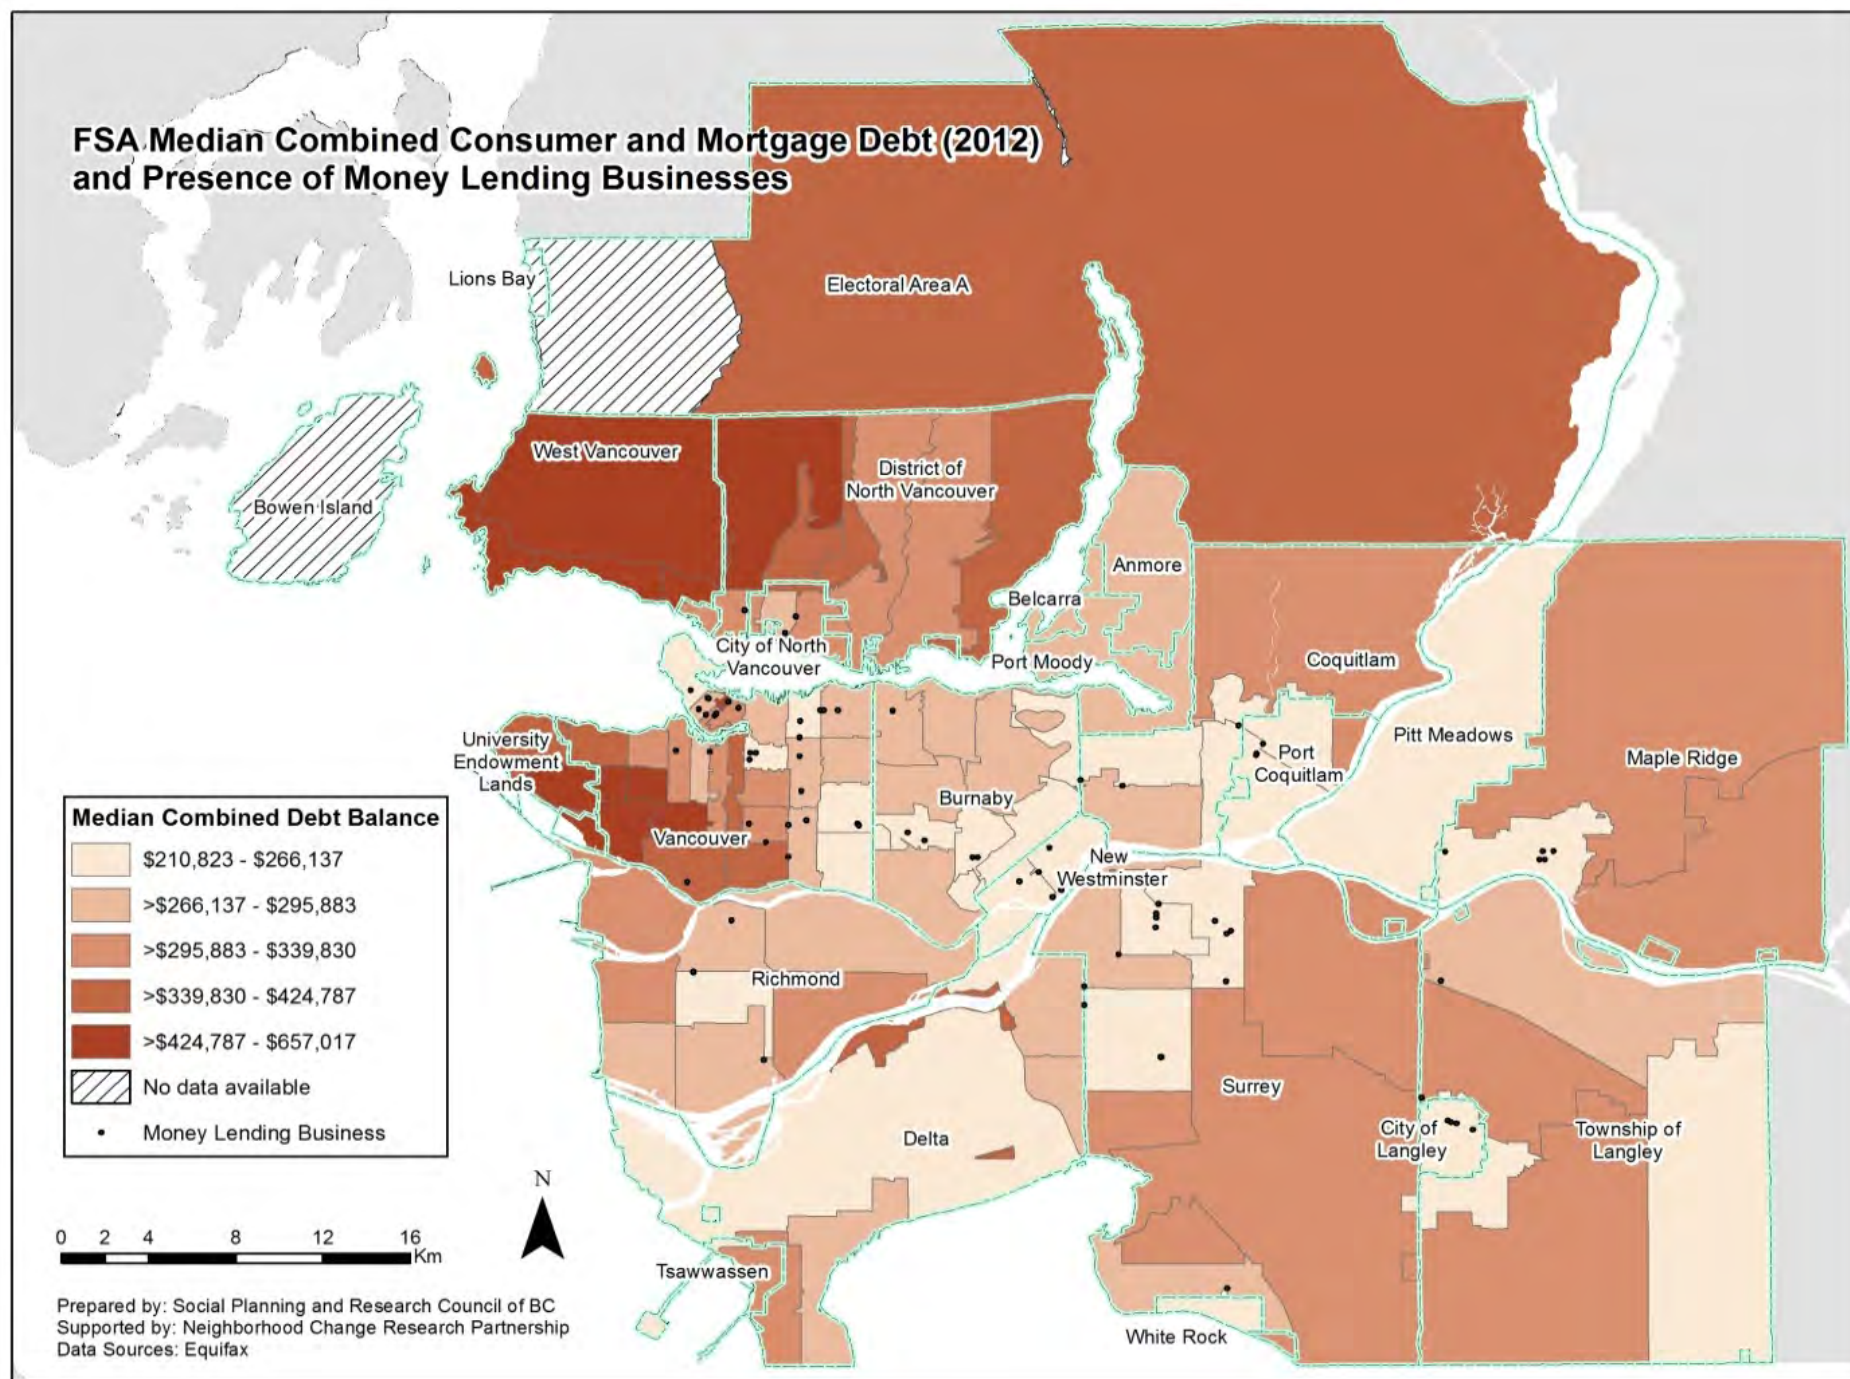 FSA Median Combined Consumer and Mortgage Debt (2012)
and Presence of Money Lending Businesses
Lions Bay
Electoral Area A
West Vancouver
District of
North Vancouver
Bowen Island
Anmore
Belcarra
City of North
Vancouver
Port Moody
Coquitlam
University
Endowment
Lands
Pitt Meadows
Port
Coquitlam
Maple Ridge
Burnaby
Vancouver
New
Westminster
Richmond
Surrey
Delta
City of
Langley
Township of
Langley
Tsawwassen
White Rock
Median Combined Debt Balance
$210,823 - $266,137
>$266,137 - $295,883
>$295,883 - $339,830
>$339,830 - $424,787
>$424,787 - $657,017
No data available
Money Lending Business
N
0 2 4 8 12 16
Km
Prepared by: Social Planning and Research Council of BC
Supported by: Neighborhood Change Research Partnership
Data Sources: Equifax